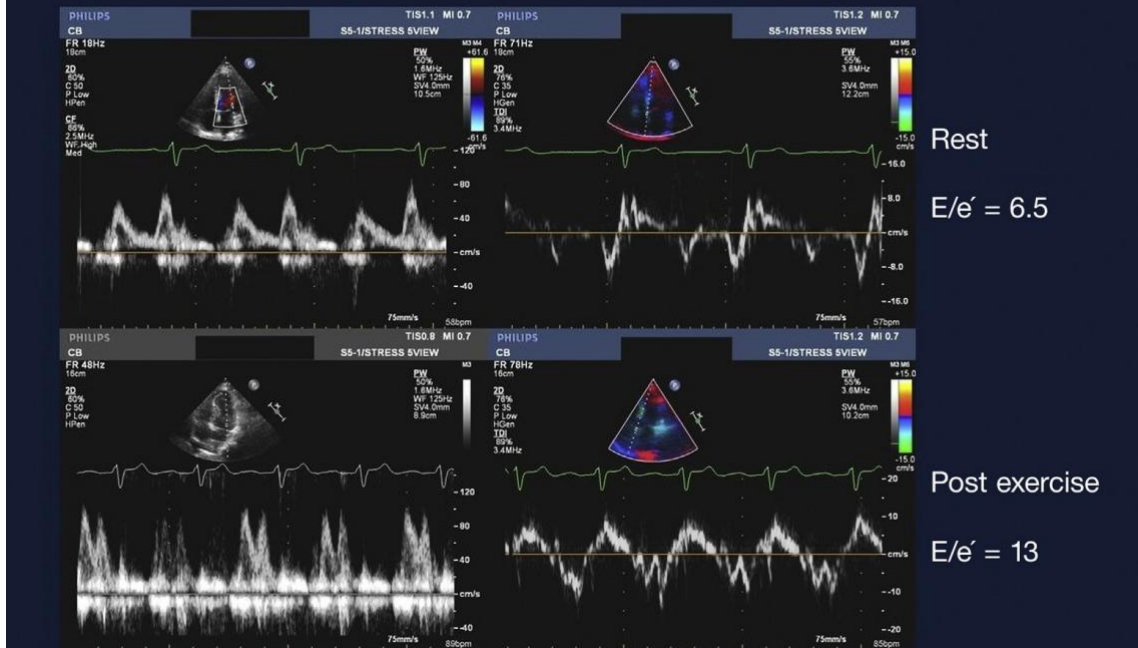 PHILIPS
TIS1.1 MI 0.7
CB
S5-1/STRESS 5VIEW
FR 18Hz
18cm
2D
60%
C 50
P Low
HPen
CF
66%
2.5MHz
WF High
Med
PW
50%
1.6MHz
WF 125Hz
SV4.0mm
10.5cm
M3 M4
+61.6
-61.6
cm/s
-120
-80
-40
-cm/s
--40
75mm/s
58bpm
PHILIPS
TIS1.2 MI 0.7
CB
S5-1/STRESS 5VIEW
FR 71Hz
18cm
2D
76%
C 35
P Low
HGen
TDI
89%
3.4MHz
PW
55%
3.6MHz
SV4.0mm
12.2cm
M3 M6
+15.0
-15.0
cm/s
-16.0
-8.0
-cm/s
--8.0
--16.0
75mm/s
57bpm
Rest
E/e´ = 6.5
PHILIPS
TIS0.8 MI 0.7
CB
S5-1/STRESS 5VIEW
FR 48Hz
16cm
2D
60%
C 50
P Low
HPen
PW
50%
1.6MHz
WF 125Hz
SV4.0mm
8.9cm
M3
-120
-80
-40
-cm/s
--40
75mm/s
89bpm
PHILIPS
TIS1.2 MI 0.7
CB
S5-1/STRESS 5VIEW
FR 78Hz
16cm
2D
76%
C 35
P Low
HGen
TDI
89%
3.4MHz
PW
55%
3.6MHz
SV4.0mm
10.2cm
M3 M6
+15.0
-15.0
cm/s
-20
-10
-cm/s
--10
--20
75mm/s
85bpm
Post exercise
E/e´ = 13